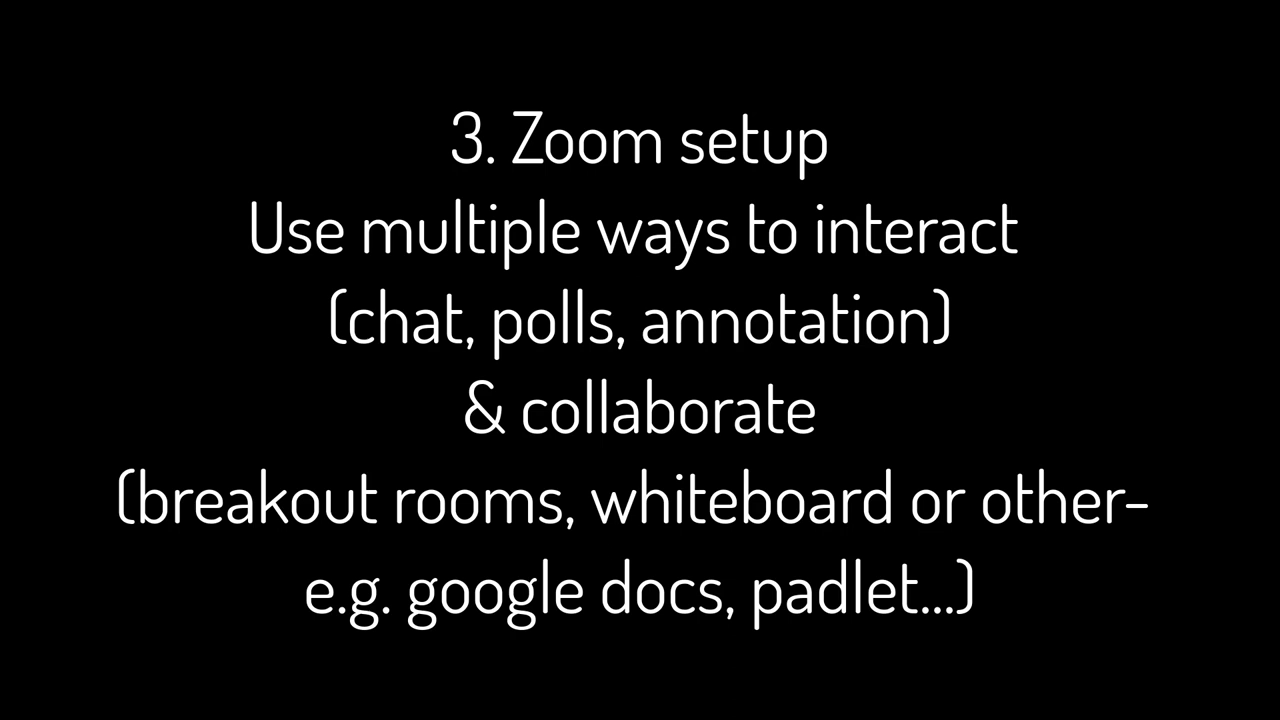 3. Zoom setup
Use multiple ways to interact
(chat, polls, annotation)
& collaborate
(breakout rooms, whiteboard or other-
e.g. google docs, padlet...)